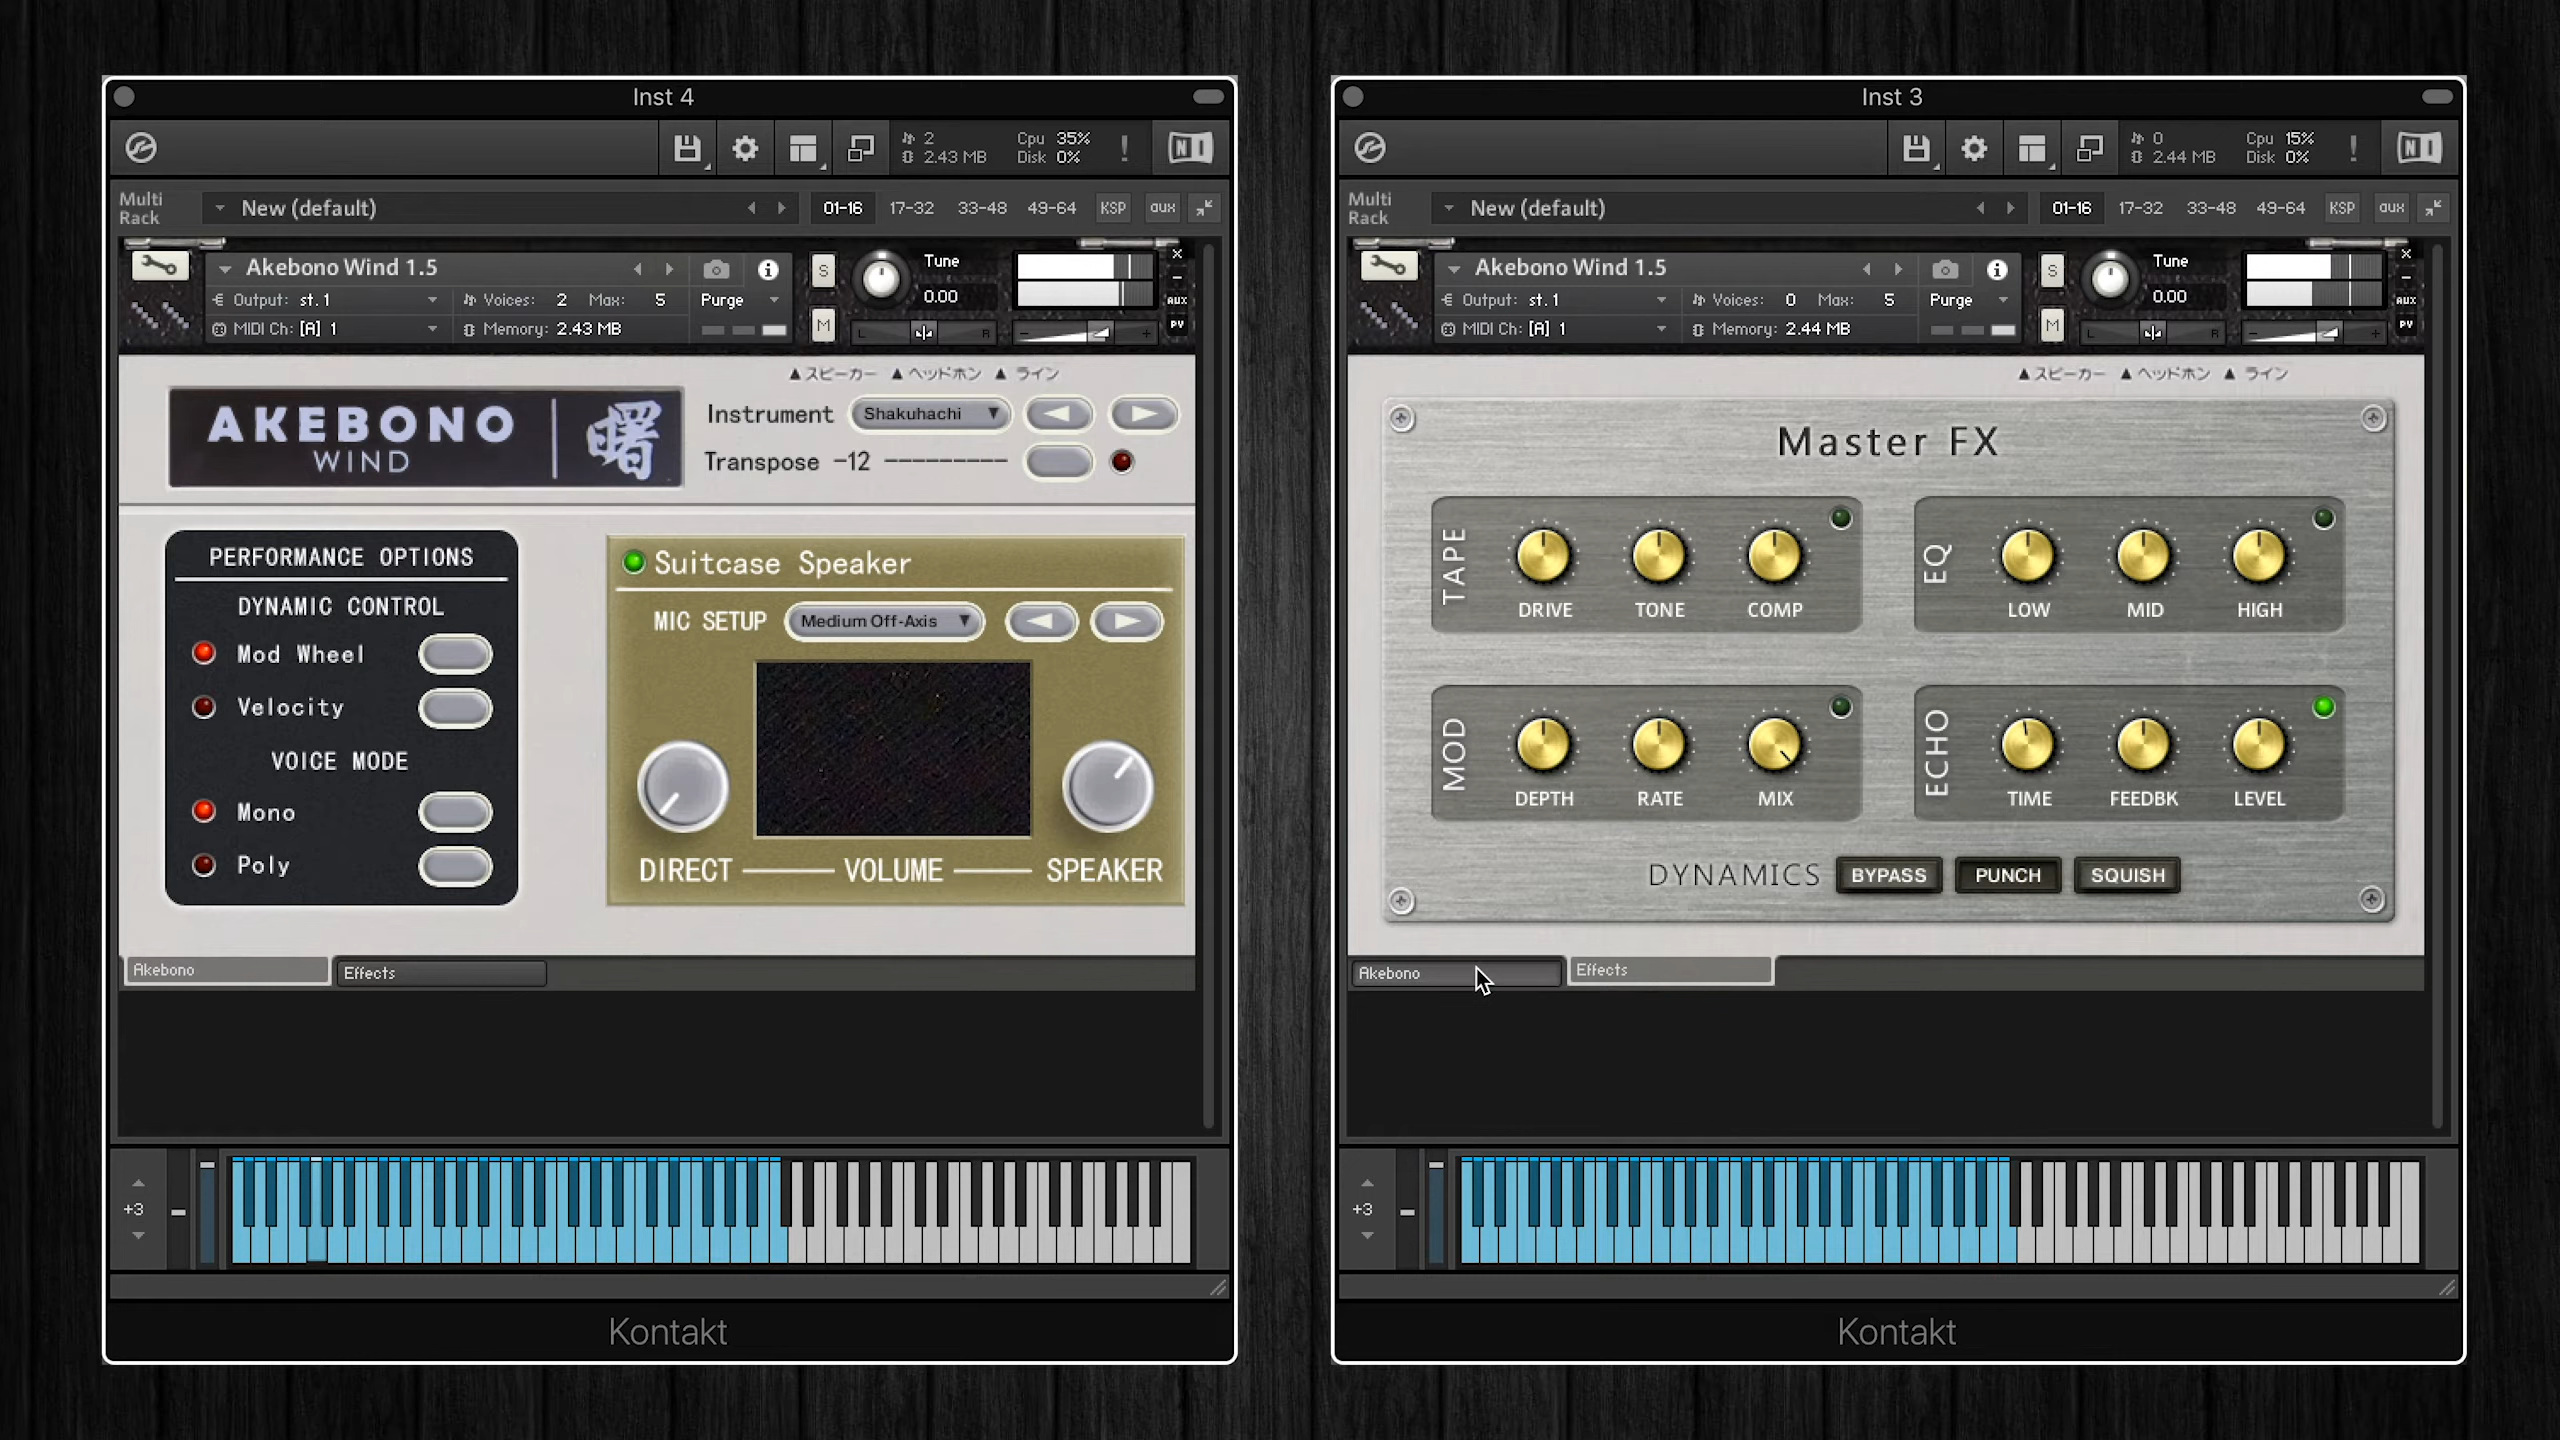 Inst 4
2
2.43 MB
Cpu 35%
Disk 0%
!
NI
Multi Rack
New (default)
01-16 17-32 33-48 49-64 KSP aux
Akebono Wind 1.5
Output: st.1
Voices: 2 Max: 5
Purge
MIDI Ch: [A] 1
Memory: 2.43 MB
S
M
Tune
0.00
L R
- +
x
-
AUX
PV
▲スピーカー ▲ヘッドホン ▲ライン
AKEBONO
WIND
曙
Instrument Shakuhachi
Transpose -12
PERFORMANCE OPTIONS
DYNAMIC CONTROL
Mod Wheel
Velocity
VOICE MODE
Mono
Poly
Suitcase Speaker
MIC SETUP Medium Off-Axis
DIRECT VOLUME SPEAKER
Akebono Effects
+3
Kontakt
Inst 3
0
2.44 MB
Cpu 15%
Disk 0%
!
NI
Multi Rack
New (default)
01-16 17-32 33-48 49-64 KSP aux
Akebono Wind 1.5
Output: st.1
Voices: 0 Max: 5
Purge
MIDI Ch: [A] 1
Memory: 2.44 MB
S
M
Tune
0.00
L R
- +
x
-
AUX
PV
▲スピーカー ▲ヘッドホン ▲ライン
Master FX
TAPE
DRIVE TONE COMP
EQ
LOW MID HIGH
MOD
DEPTH RATE MIX
ECHO
TIME FEEDBK LEVEL
DYNAMICS BYPASS PUNCH SQUISH
Akebono Effects
+3
Kontakt